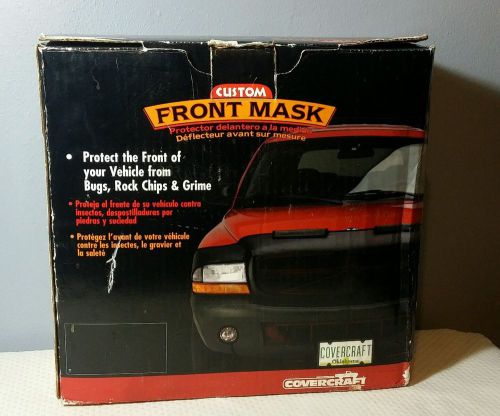 CUSTOM
FRONT MASK
Protector delantero a la medida
Déflecteur avant sur mesure
• Protect the Front of
your Vehicle from
Bugs, Rock Chips & Grime
• Proteja al frente de su vehículo contra
insectos, despostilladuras por
piedras y suciedad
• Protégez l'avant de votre véhicule
contre les insectes, le gravier et
la saleté
COVERCRAFT
Oklahoma
COVERCRAFT